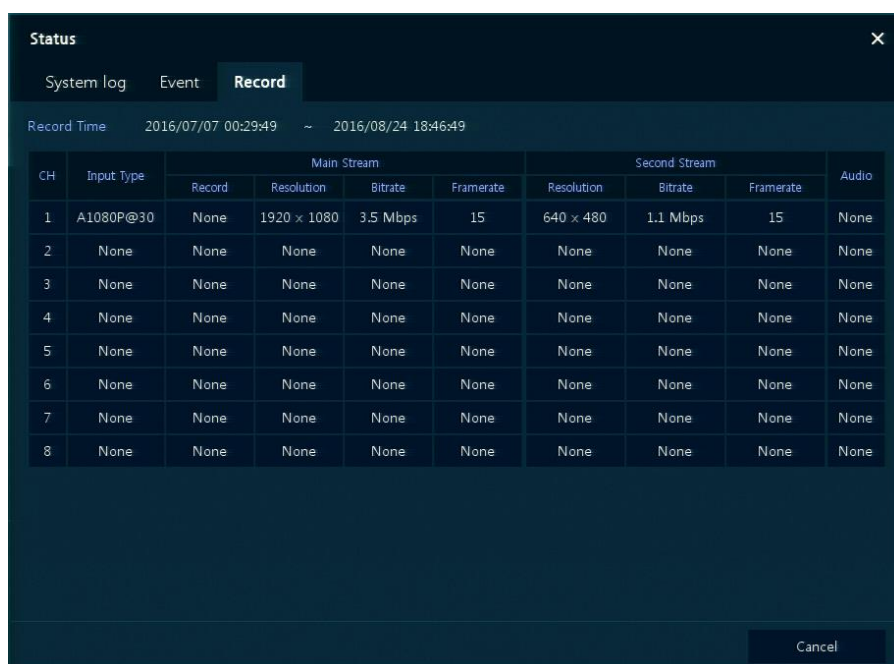 Status
System log Event Record
Record Time 2016/07/07 00:29:49 ~ 2016/08/24 18:46:49
CH Input Type Main Stream Second Stream Audio
Record Resolution Bitrate Framerate Resolution Bitrate Framerate
1 A1080P@30 None 1920 × 1080 3.5 Mbps 15 640 × 480 1.1 Mbps 15 None
2 None None None None None None None None None
3 None None None None None None None None None
4 None None None None None None None None None
5 None None None None None None None None None
6 None None None None None None None None None
7 None None None None None None None None None
8 None None None None None None None None None
Cancel